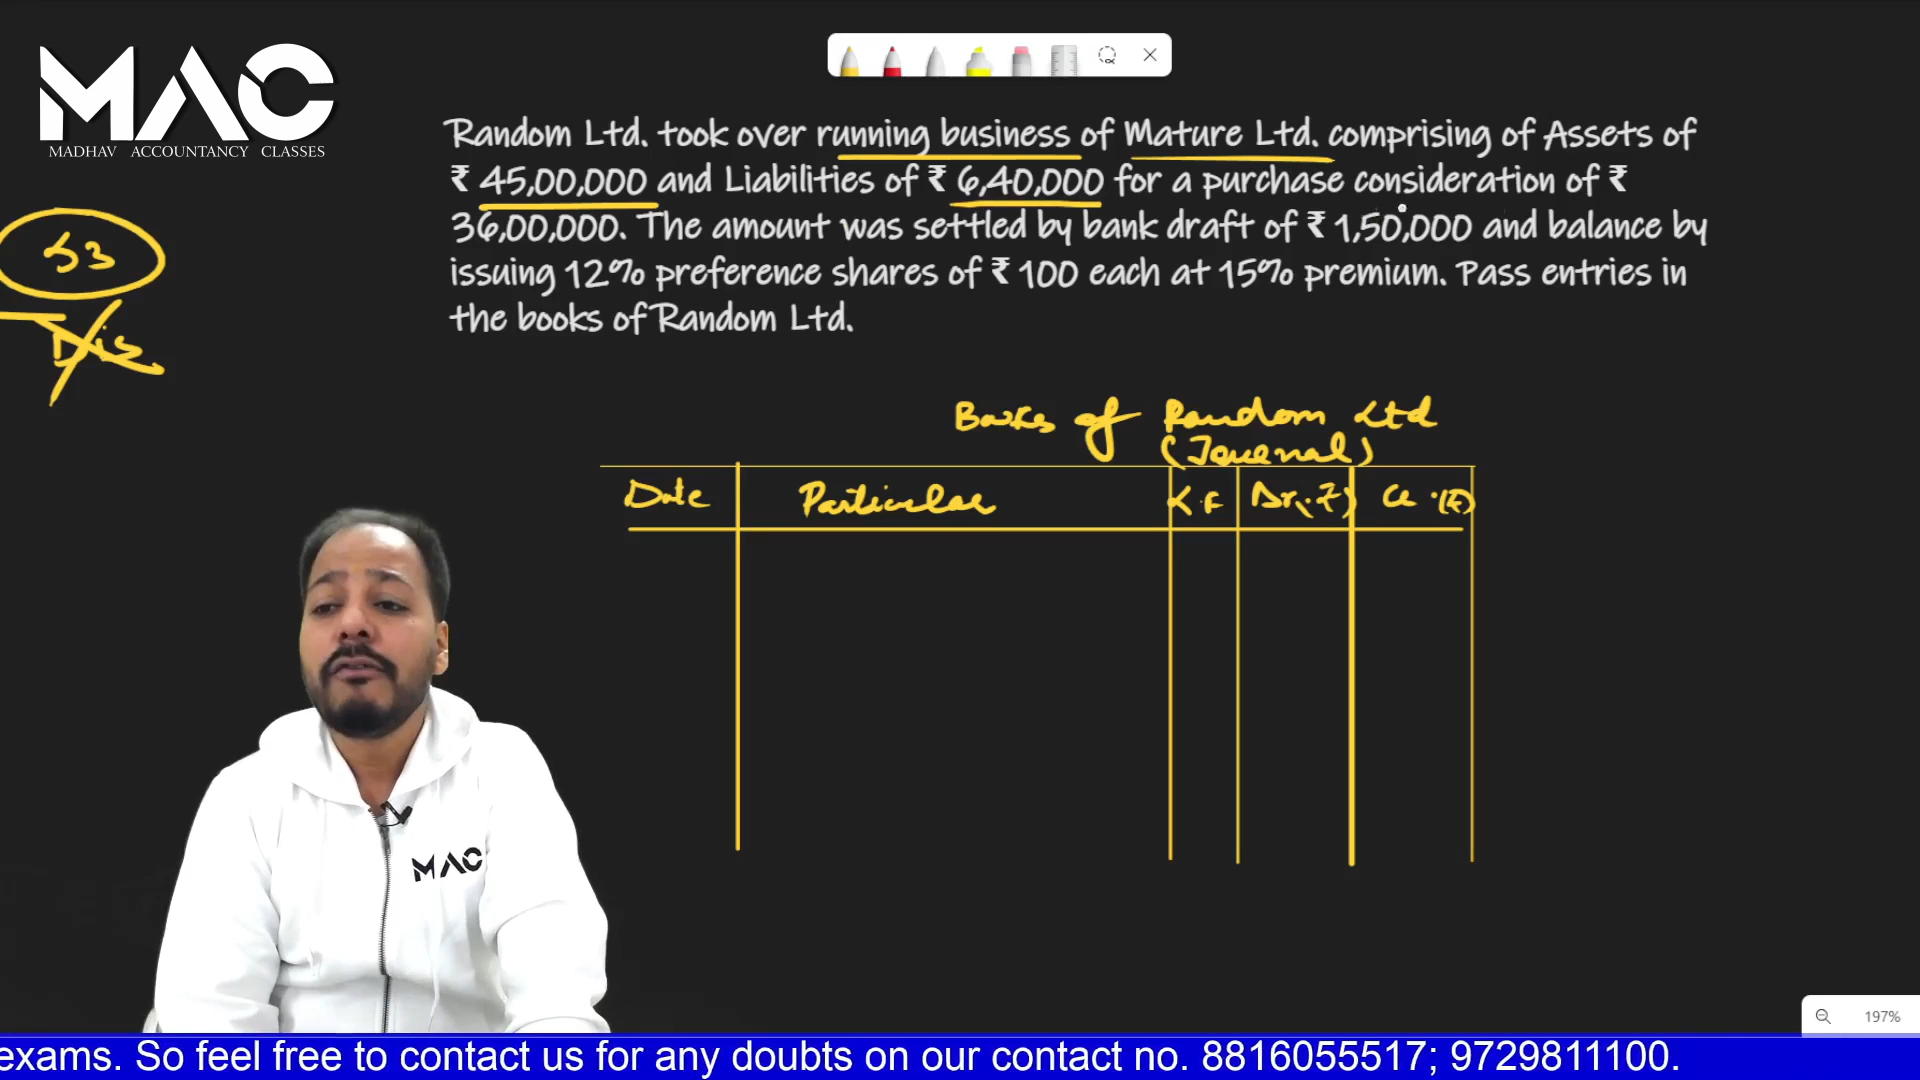 MAC
MADHAV ACCOUNTANCY CLASSES
Random Ltd. took over running business of Mature Ltd. comprising of Assets of
₹ 45,00,000 and Liabilities of ₹ 6,40,000 for a purchase consideration of ₹
36,00,000. The amount was settled by bank draft of ₹ 1,50,000 and balance by
issuing 12% preference shares of ₹ 100 each at 15% premium. Pass entries in
the books of Random Ltd.
53
Dis
Books of Random Ltd
(Journal)
Date Particular L.F Dr(₹) Cr.(₹)
MAC
197%
exams. So feel free to contact us for any doubts on our contact no. 8816055517; 9729811100.